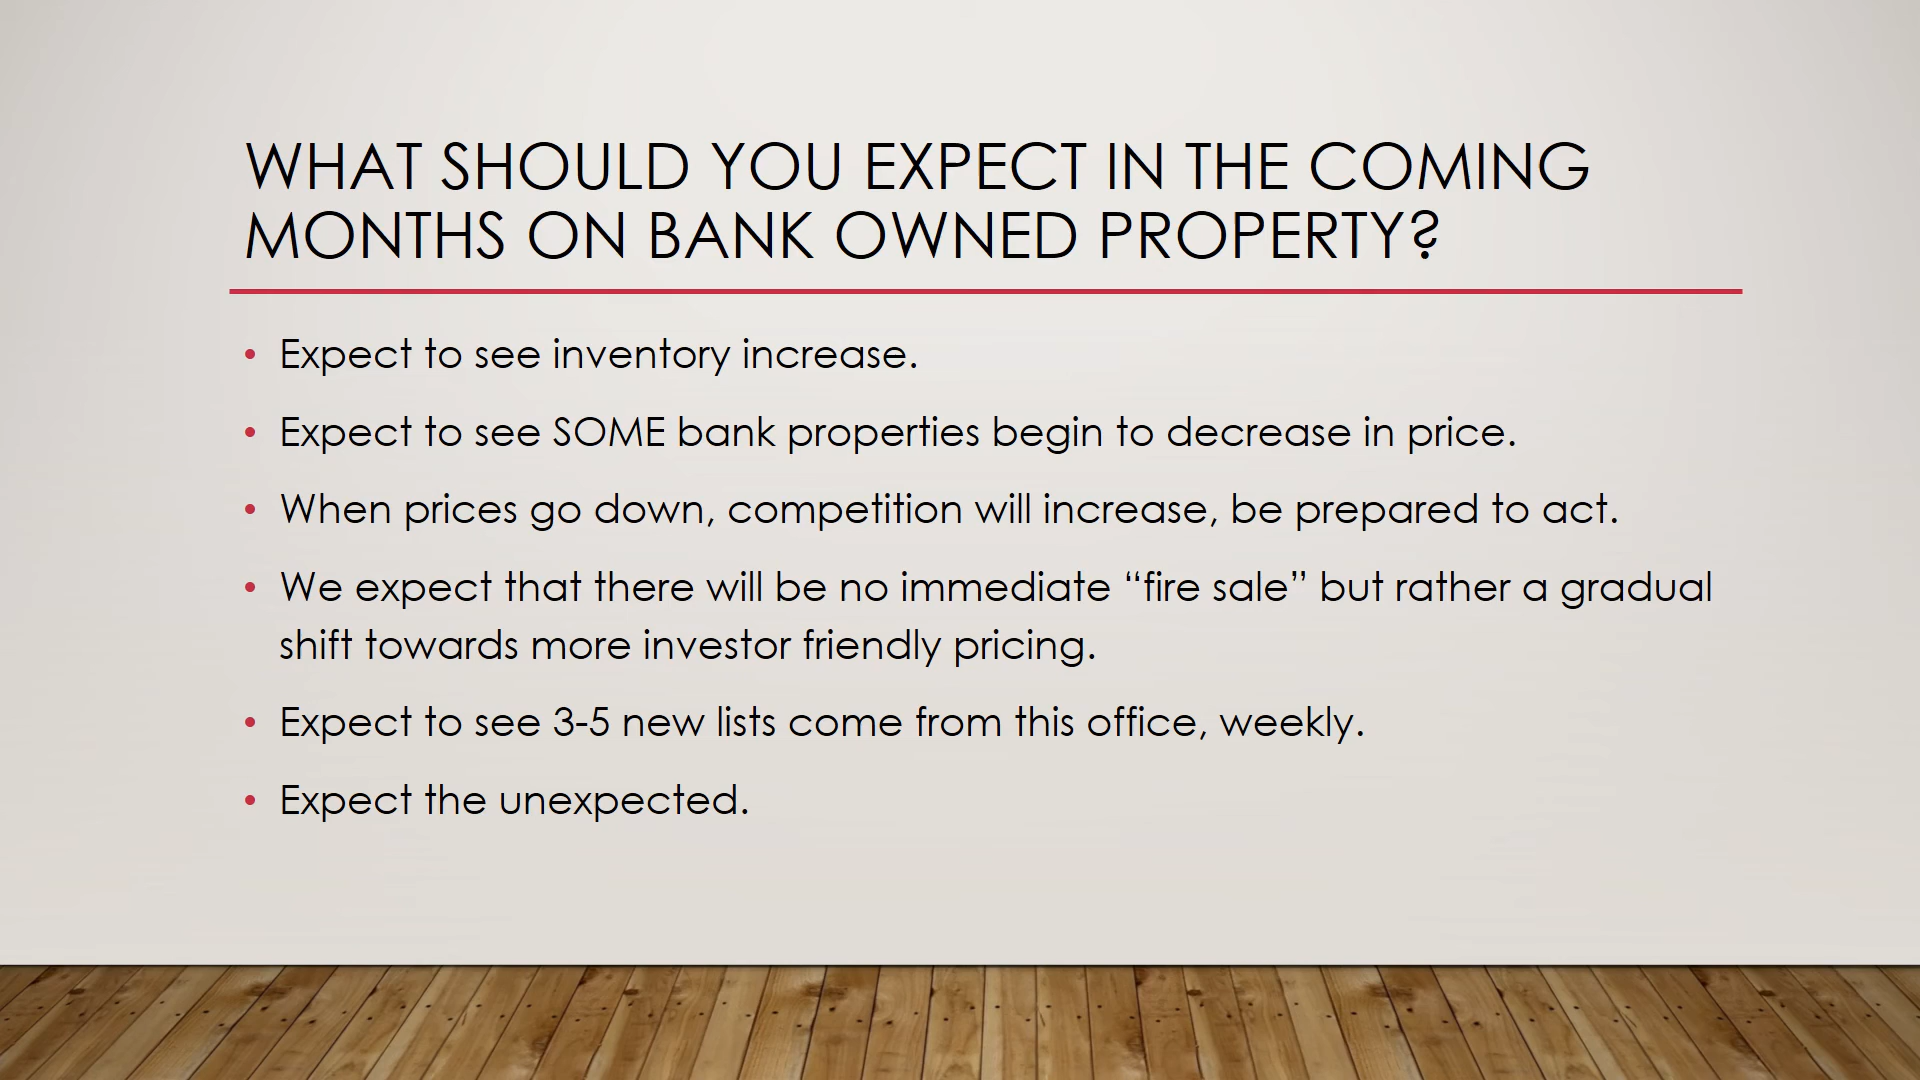 WHAT SHOULD YOU EXPECT IN THE COMING
MONTHS ON BANK OWNED PROPERTY?
• Expect to see inventory increase.
• Expect to see SOME bank properties begin to decrease in price.
• When prices go down, competition will increase, be prepared to act.
• We expect that there will be no immediate “fire sale” but rather a gradual
shift towards more investor friendly pricing.
• Expect to see 3-5 new lists come from this office, weekly.
• Expect the unexpected.